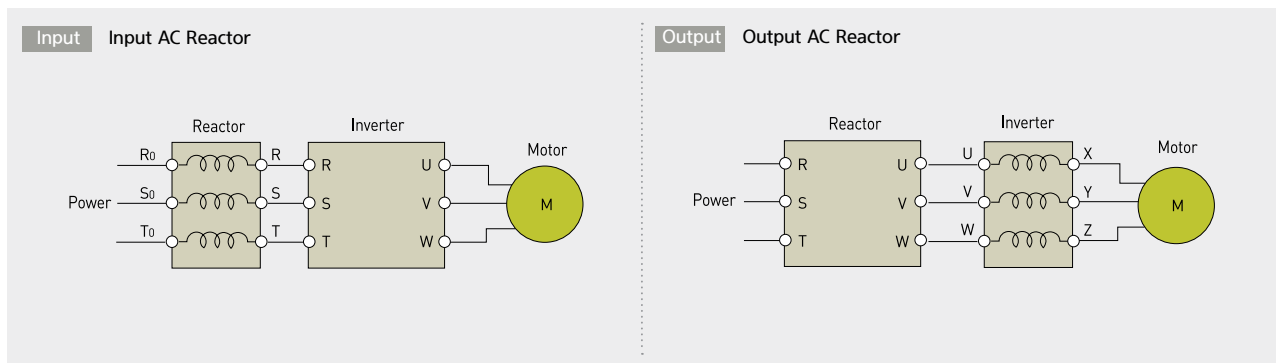 Input Input AC Reactor
Reactor Inverter
Motor
R0 R R U
Power S0 S S V M
T0 T T W
Output Output AC Reactor
Reactor Inverter
Motor
R U U X
Power S V V Y M
T W W Z